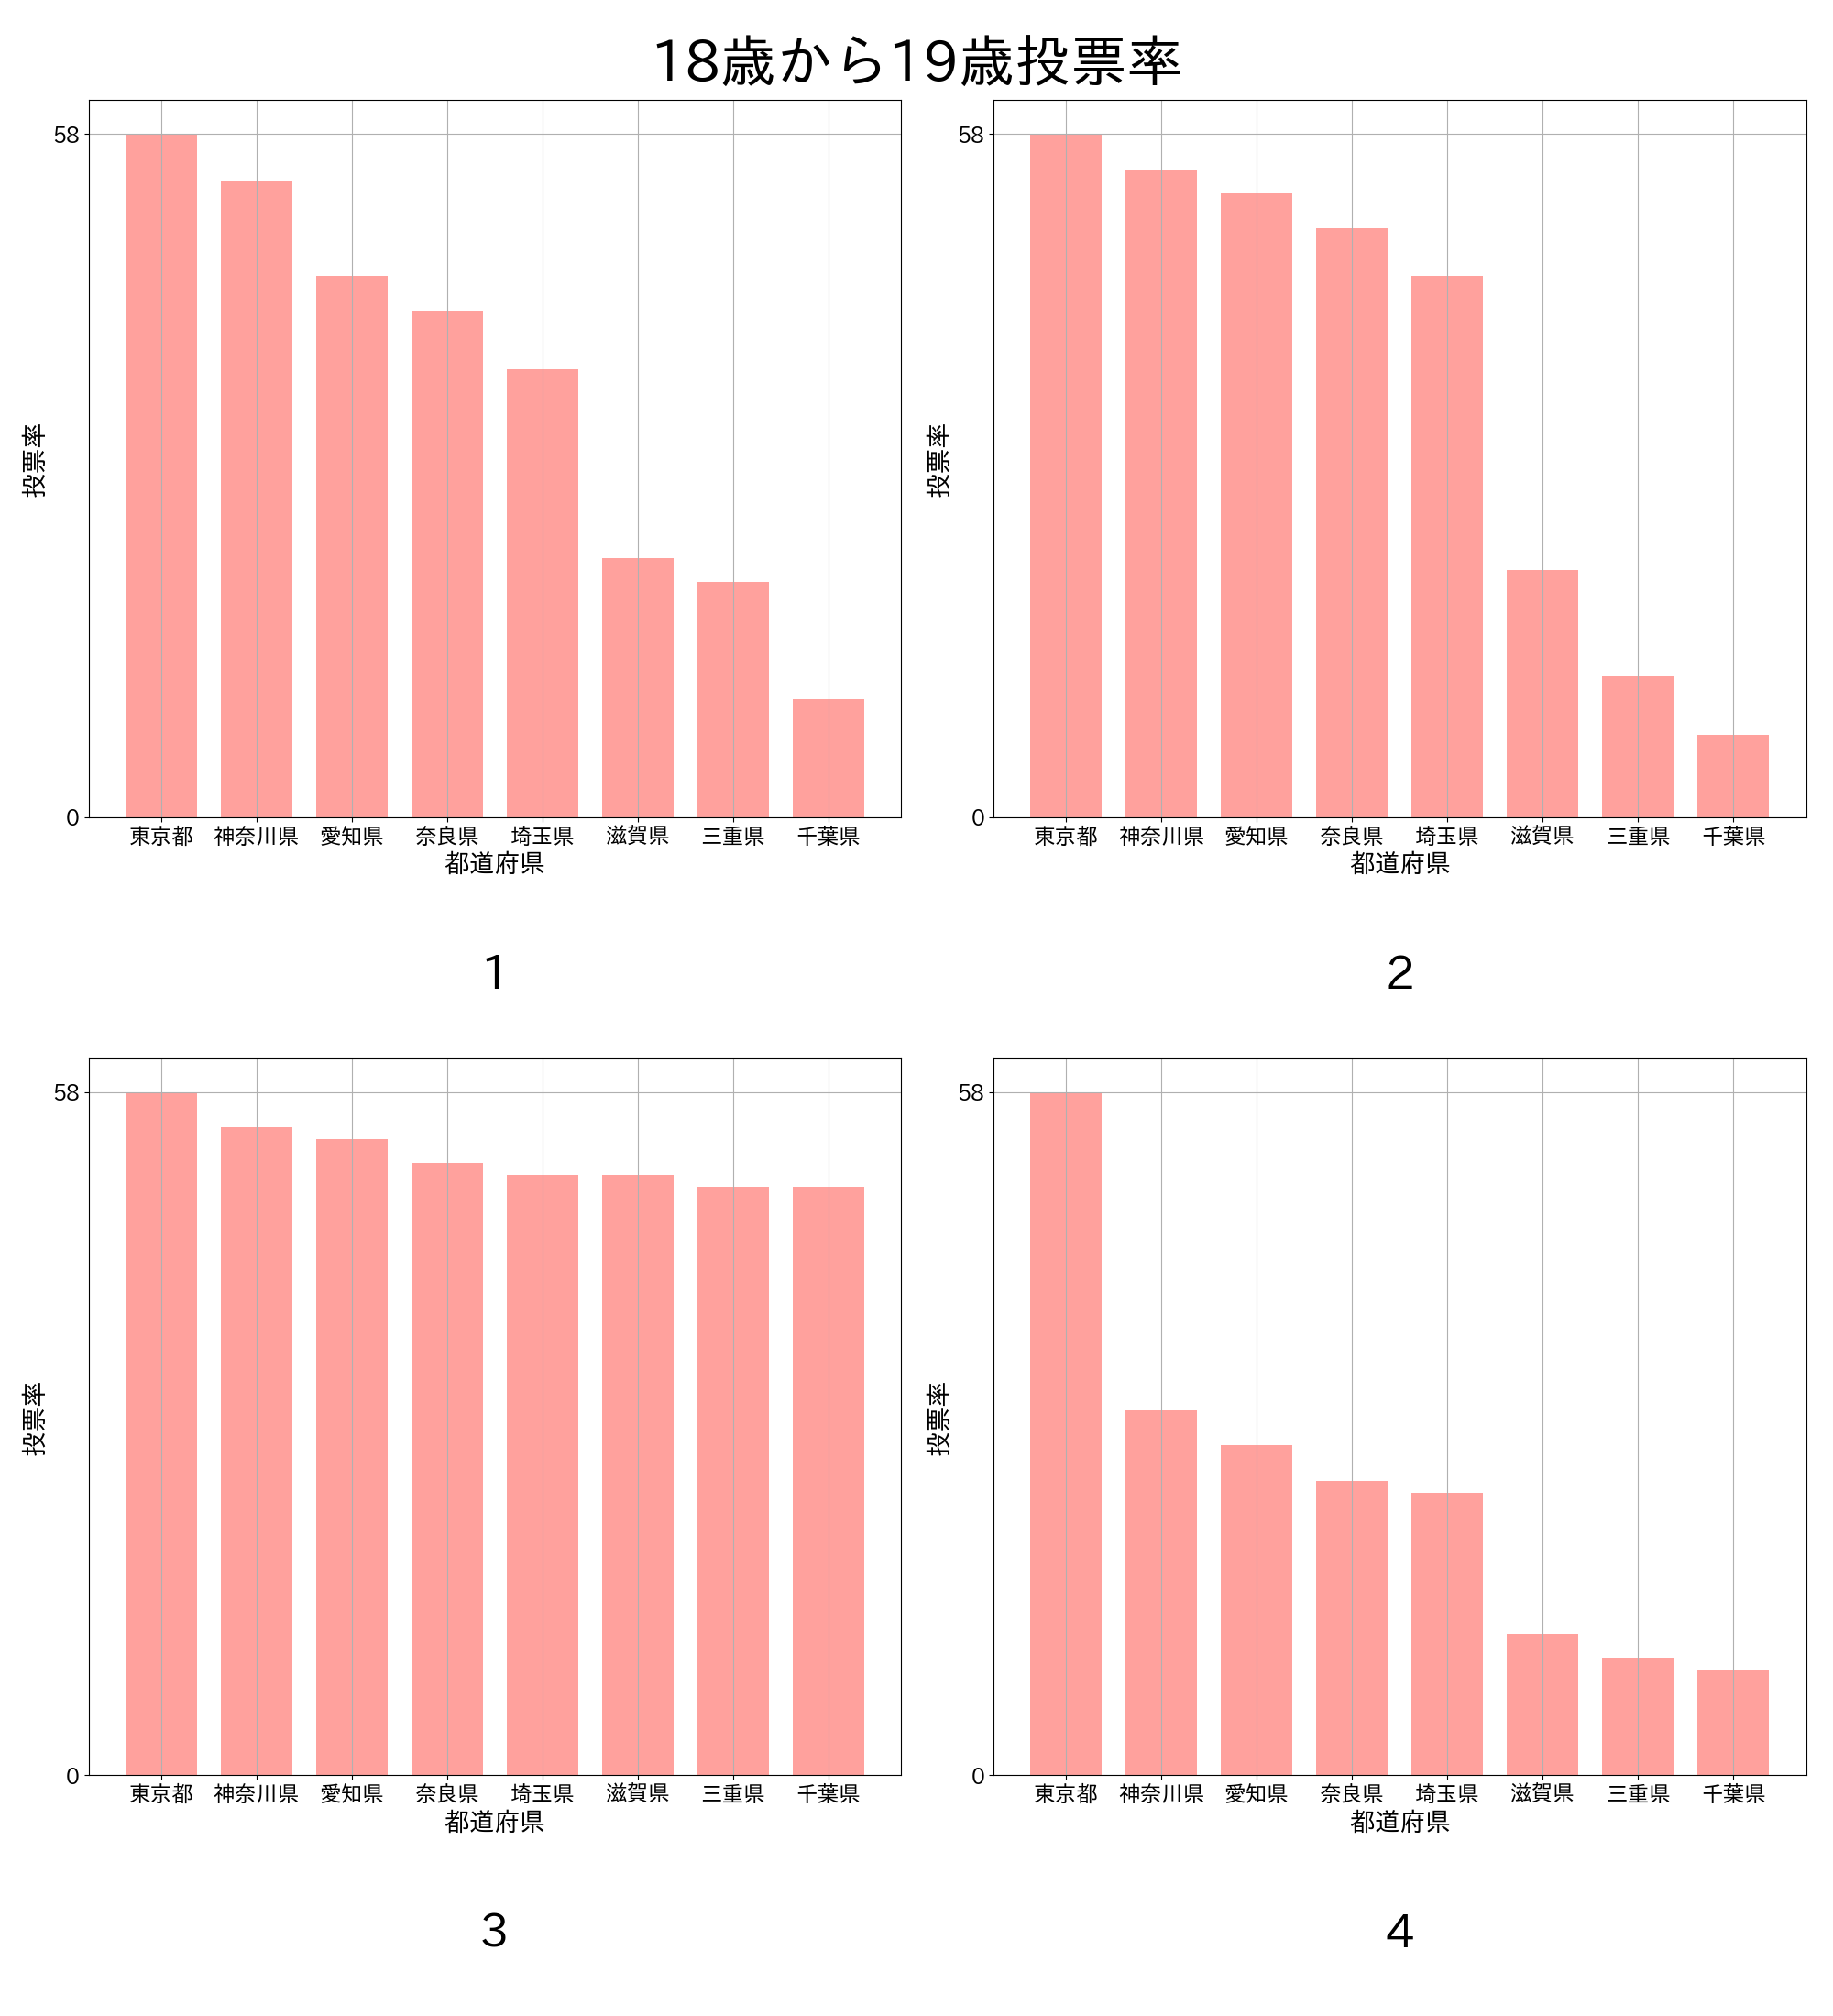 18歳から19歳投票率
58
0
投票率
東京都 神奈川県 愛知県 奈良県 埼玉県 滋賀県 三重県 千葉県
都道府県
1
58
0
投票率
東京都 神奈川県 愛知県 奈良県 埼玉県 滋賀県 三重県 千葉県
都道府県
2
58
0
投票率
東京都 神奈川県 愛知県 奈良県 埼玉県 滋賀県 三重県 千葉県
都道府県
3
58
0
投票率
東京都 神奈川県 愛知県 奈良県 埼玉県 滋賀県 三重県 千葉県
都道府県
4